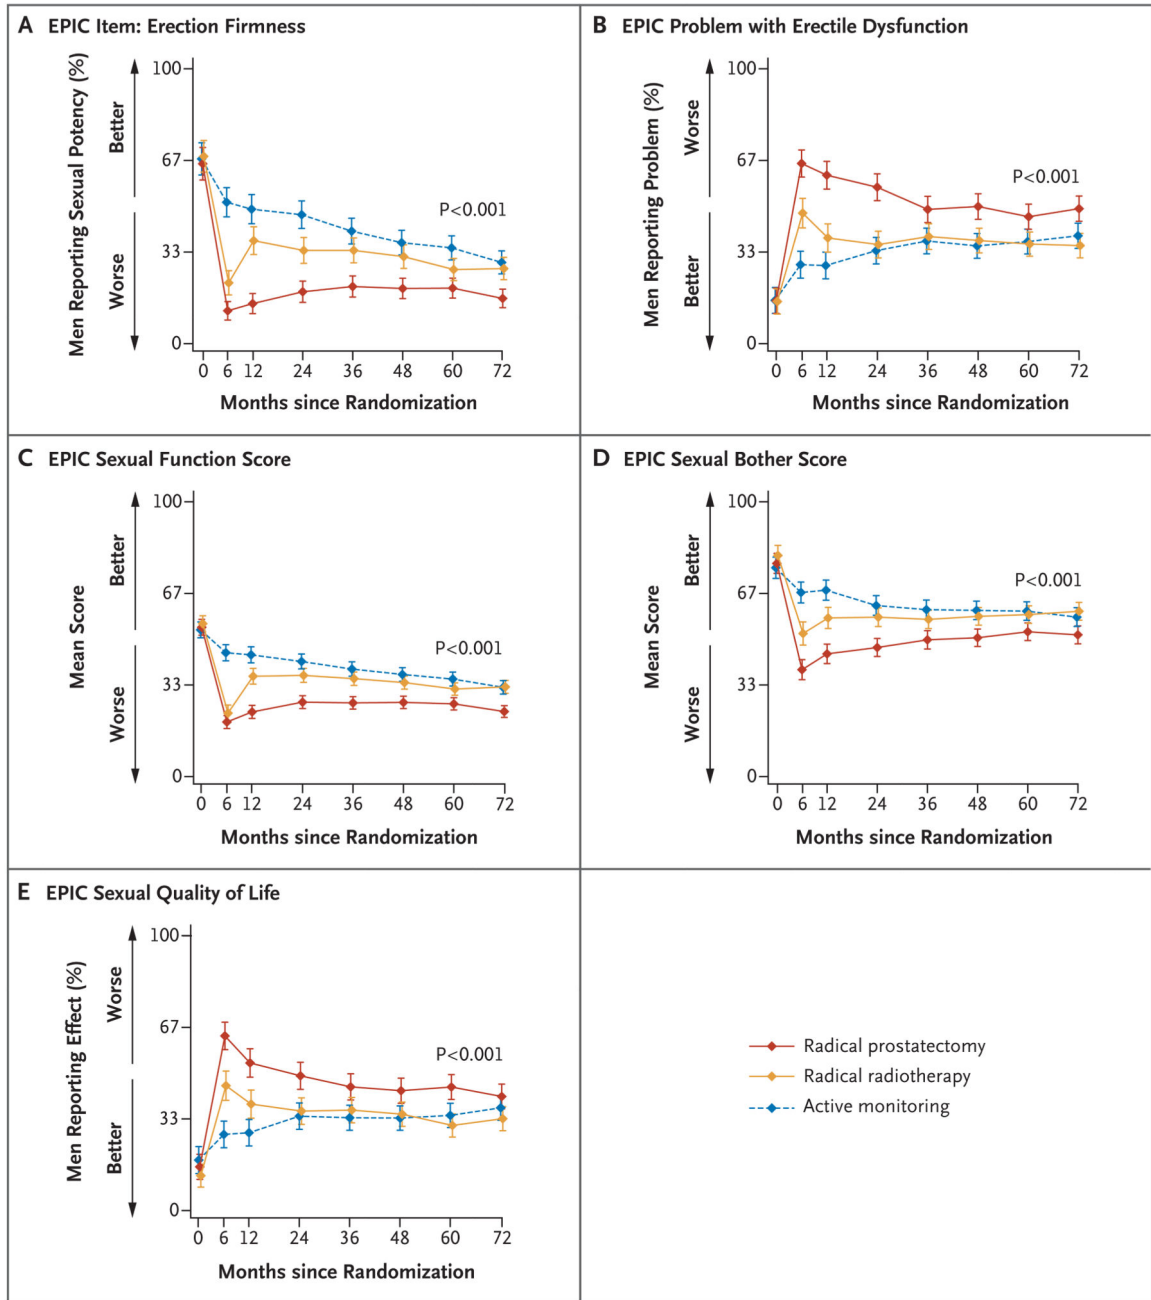 A EPIC Item: Erection Firmness
Men Reporting Sexual Potency (%)
Better
Worse
100
67
33
0
P<0.001
0 6 12 24 36 48 60 72
Months since Randomization
B EPIC Problem with Erectile Dysfunction
Men Reporting Problem (%)
Worse
Better
100
67
33
0
P<0.001
0 6 12 24 36 48 60 72
Months since Randomization
C EPIC Sexual Function Score
Mean Score
Better
Worse
100
67
33
0
P<0.001
0 6 12 24 36 48 60 72
Months since Randomization
D EPIC Sexual Bother Score
Mean Score
Better
Worse
100
67
33
0
P<0.001
0 6 12 24 36 48 60 72
Months since Randomization
E EPIC Sexual Quality of Life
Men Reporting Effect (%)
Worse
Better
100
67
33
0
P<0.001
0 6 12 24 36 48 60 72
Months since Randomization
Radical prostatectomy
Radical radiotherapy
Active monitoring